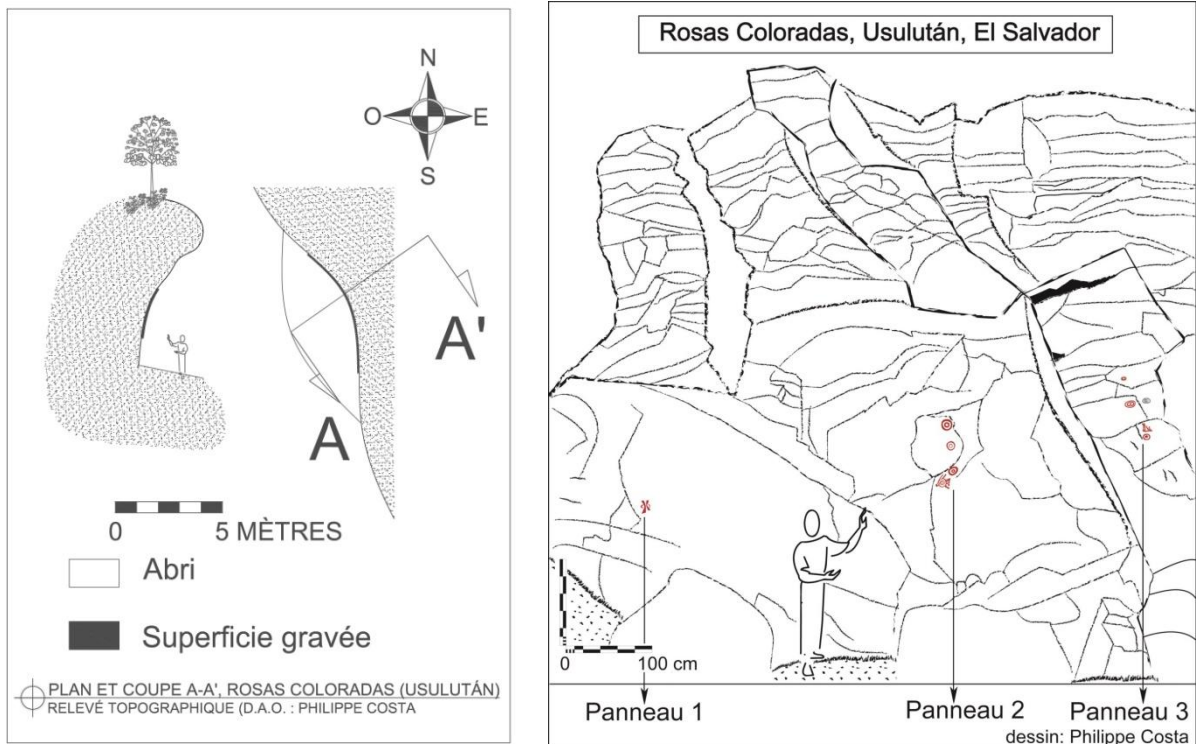 N
O E
S
A'
A
0 5 MÈTRES
Abri
Superficie gravée
PLAN ET COUPE A-A', ROSAS COLORADAS (USULUTÁN)
RELEVÉ TOPOGRAPHIQUE (D.A.O. : PHILIPPE COSTA
Rosas Coloradas, Usulután, El Salvador
0 100 cm
Panneau 1 Panneau 2 Panneau 3
dessin: Philippe Costa